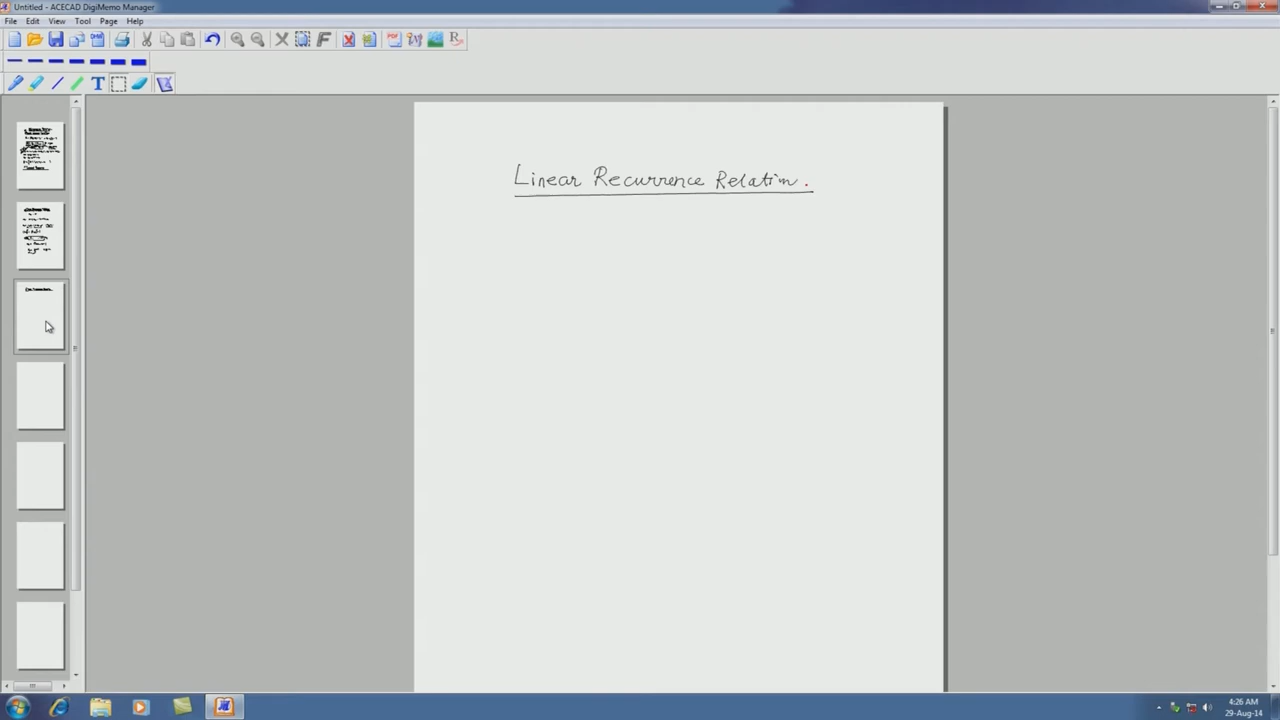 Untitled - ACECAD DigiMemo Manager
File Edit View Tool Page Help
Linear Recurrence Relation.
4:26 AM
29-Aug-14